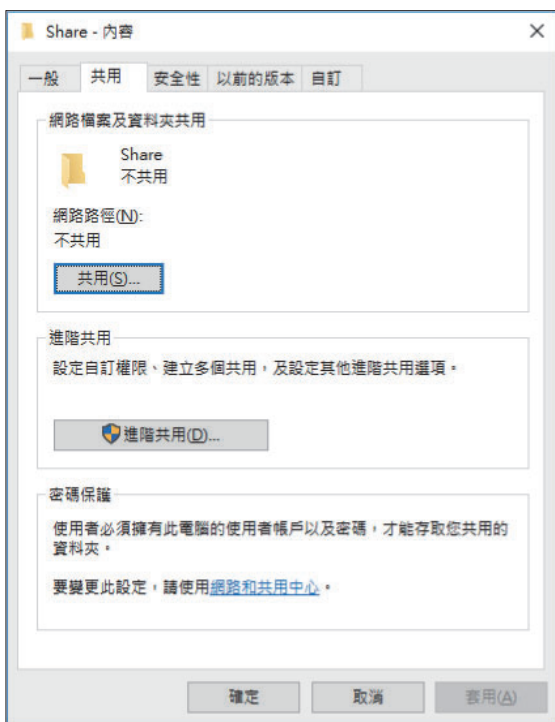 Share - 內容
一般 共用 安全性 以前的版本 自訂
網路檔案及資料夾共用
Share
不共用
網路路徑(N):
不共用
共用(S)...
進階共用
設定自訂權限、建立多個共用，及設定其他進階共用選項。
進階共用(D)...
密碼保護
使用者必須擁有此電腦的使用者帳戶以及密碼，才能存取您共用的
資料夾。
要變更此設定，請使用網路和共用中心。
確定 取消 套用(A)